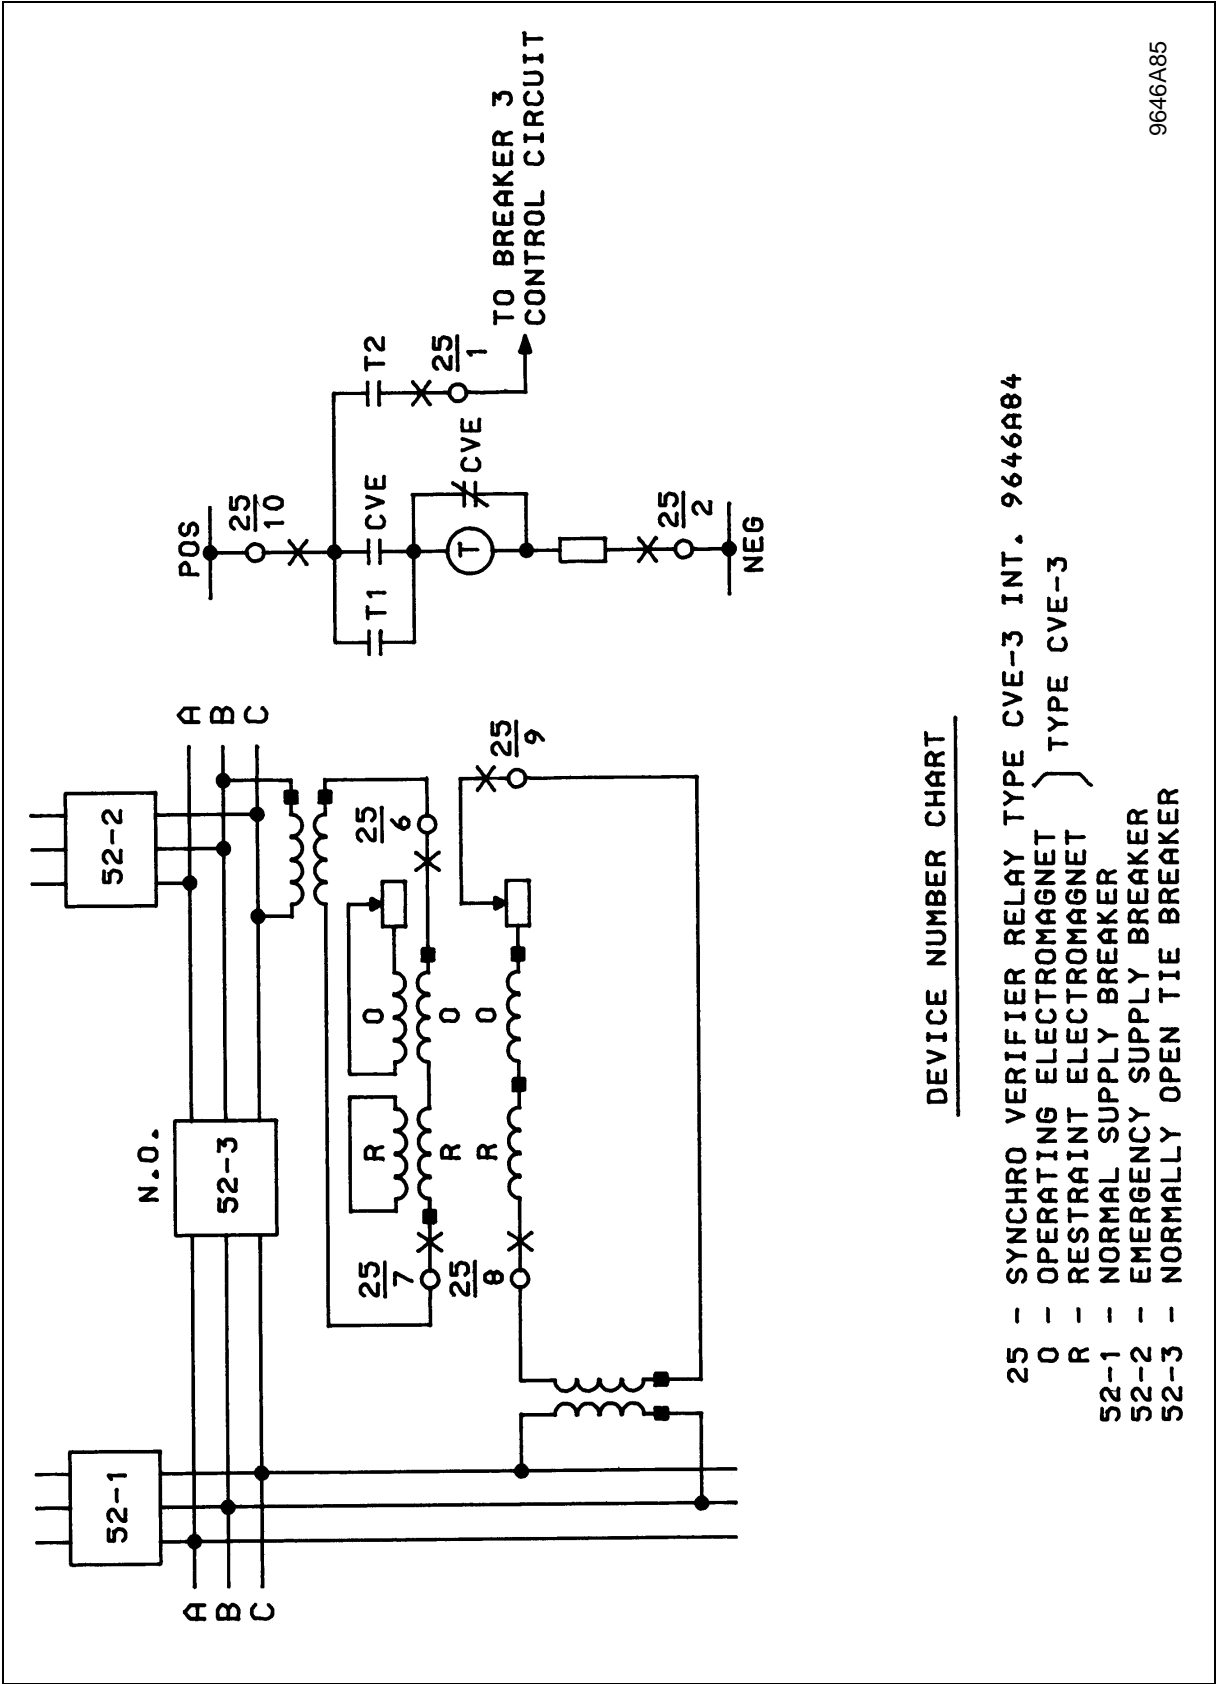 52-1
A
B
C
N.O.
52-3
52-2
A
B
C
25
7
25
8
R
R
R
O
O
O
25
6
25
9
POS
25
10
T1
CVE
T
CVE
T2
25
1
25
2
NEG
TO BREAKER 3
CONTROL CIRCUIT
DEVICE NUMBER CHART
25 - SYNCHRO VERIFIER RELAY TYPE CVE-3 INT. 9646A84
O - OPERATING ELECTROMAGNET
R - RESTRAINT ELECTROMAGNET
TYPE CVE-3
52-1 - NORMAL SUPPLY BREAKER
52-2 - EMERGENCY SUPPLY BREAKER
52-3 - NORMALLY OPEN TIE BREAKER
9646A85